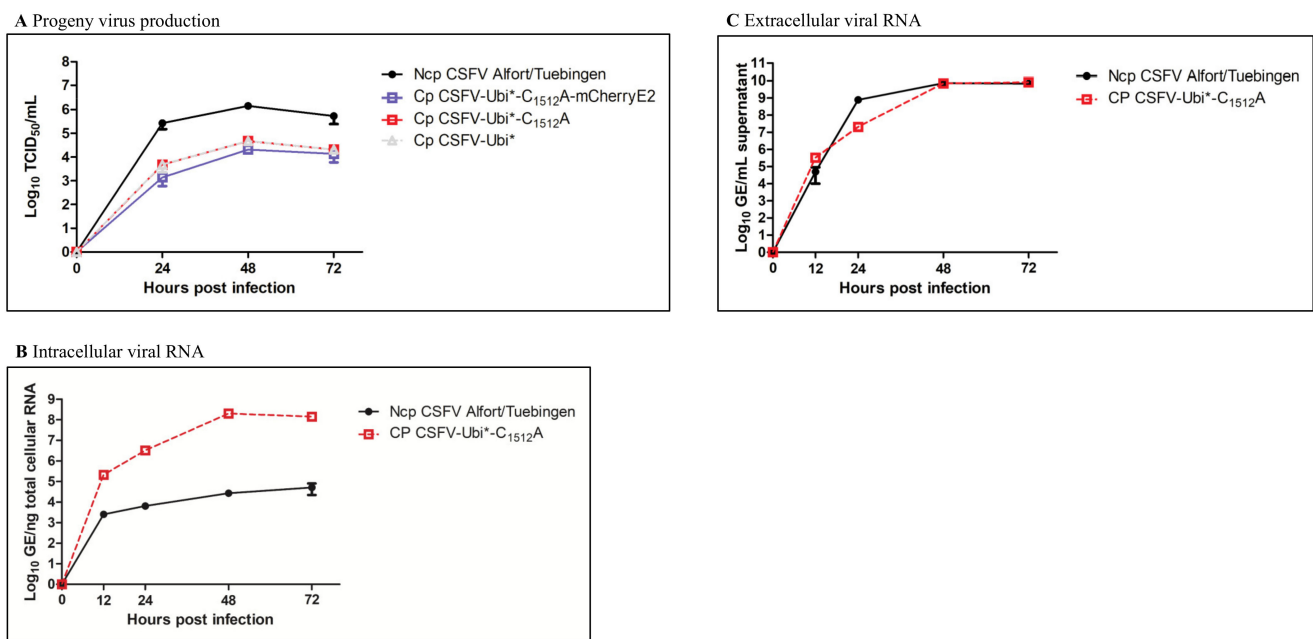 A Progeny virus production
Log₁₀ TCID₅₀/mL
8
7
6
5
4
3
2
1
0
0 24 48 72
Hours post infection
Ncp CSFV Alfort/Tuebingen
Cp CSFV-Ubi*-C₁₅₁₂A-mCherryE2
Cp CSFV-Ubi*-C₁₅₁₂A
Cp CSFV-Ubi*
B Intracellular viral RNA
Log₁₀ GE/ng total cellular RNA
9
8
7
6
5
4
3
2
1
0
0 12 24 48 72
Hours post infection
Ncp CSFV Alfort/Tuebingen
CP CSFV-Ubi*-C₁₅₁₂A
C Extracellular viral RNA
Log₁₀ GE/mL supernatant
11
10
9
8
7
6
5
4
3
2
1
0
0 12 24 48 72
Hours post infection
Ncp CSFV Alfort/Tuebingen
CP CSFV-Ubi*-C₁₅₁₂A